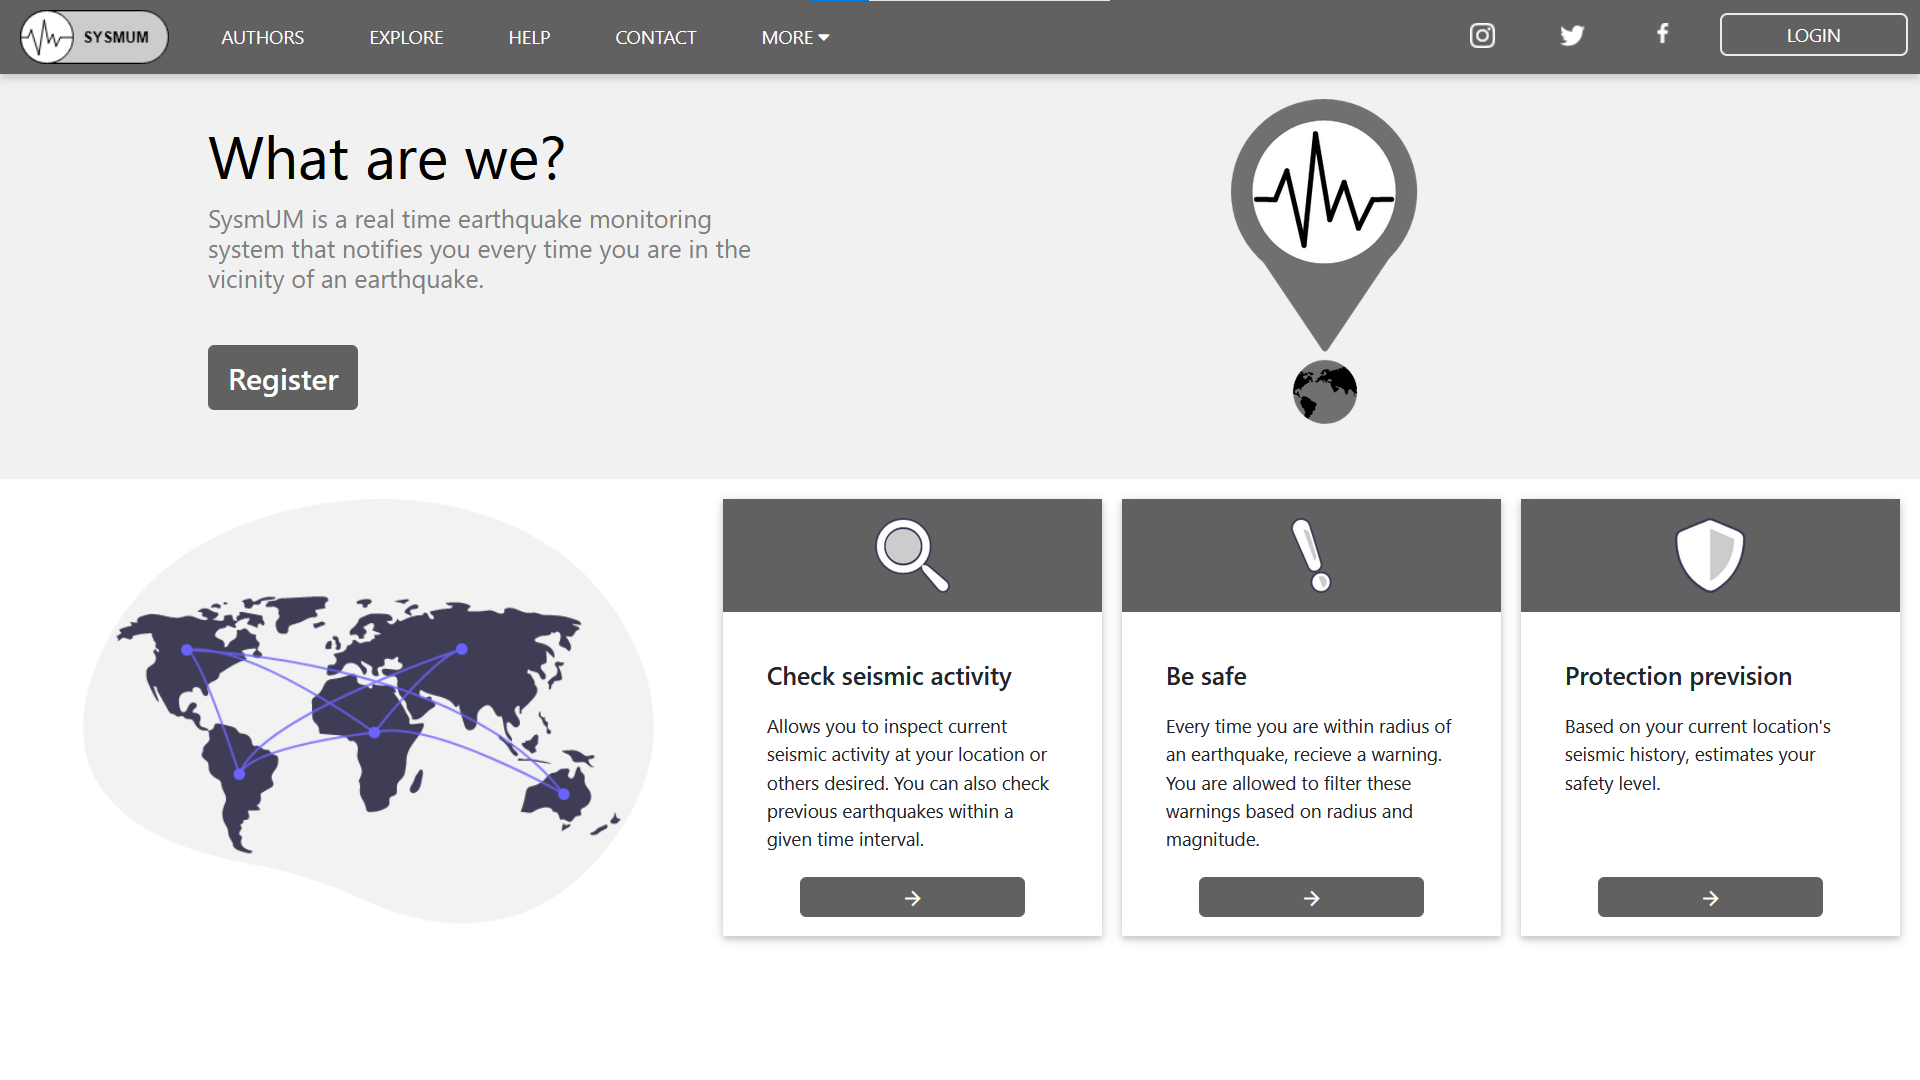 SYSMUM
AUTHORS
EXPLORE
HELP
CONTACT
MORE
LOGIN
What are we?
SysmUM is a real time earthquake monitoring
system that notifies you every time you are in the
vicinity of an earthquake.
Register
Check seismic activity
Allows you to inspect current
seismic activity at your location or
others desired. You can also check
previous earthquakes within a
given time interval.
Be safe
Every time you are within radius of
an earthquake, recieve a warning.
You are allowed to filter these
warnings based on radius and
magnitude.
Protection prevision
Based on your current location's
seismic history, estimates your
safety level.